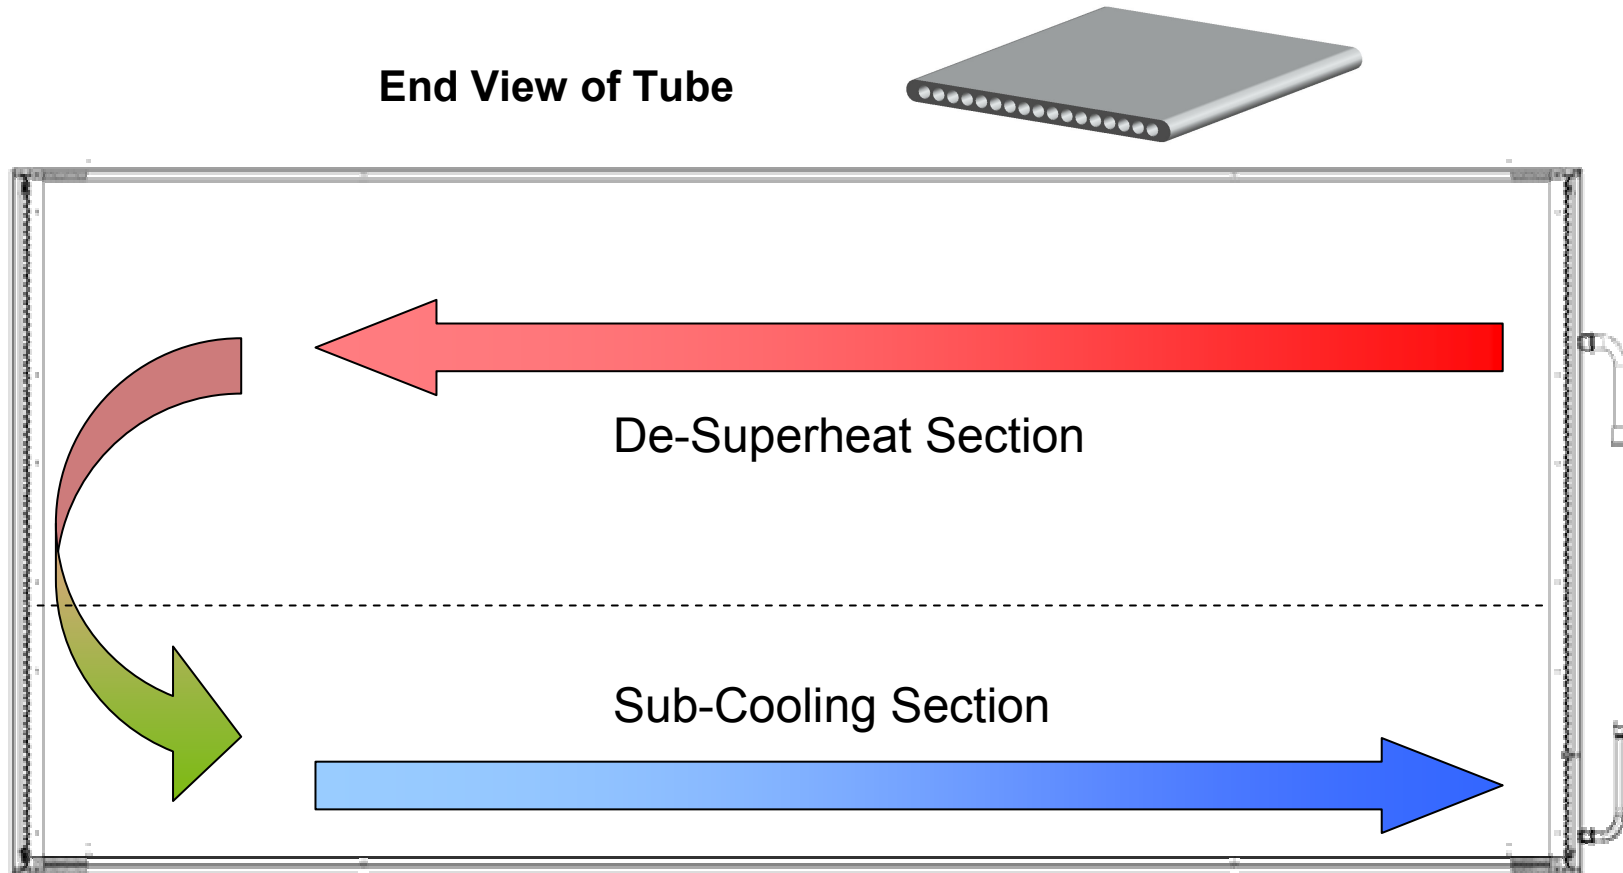 End View of Tube
De-Superheat Section
Sub-Cooling Section